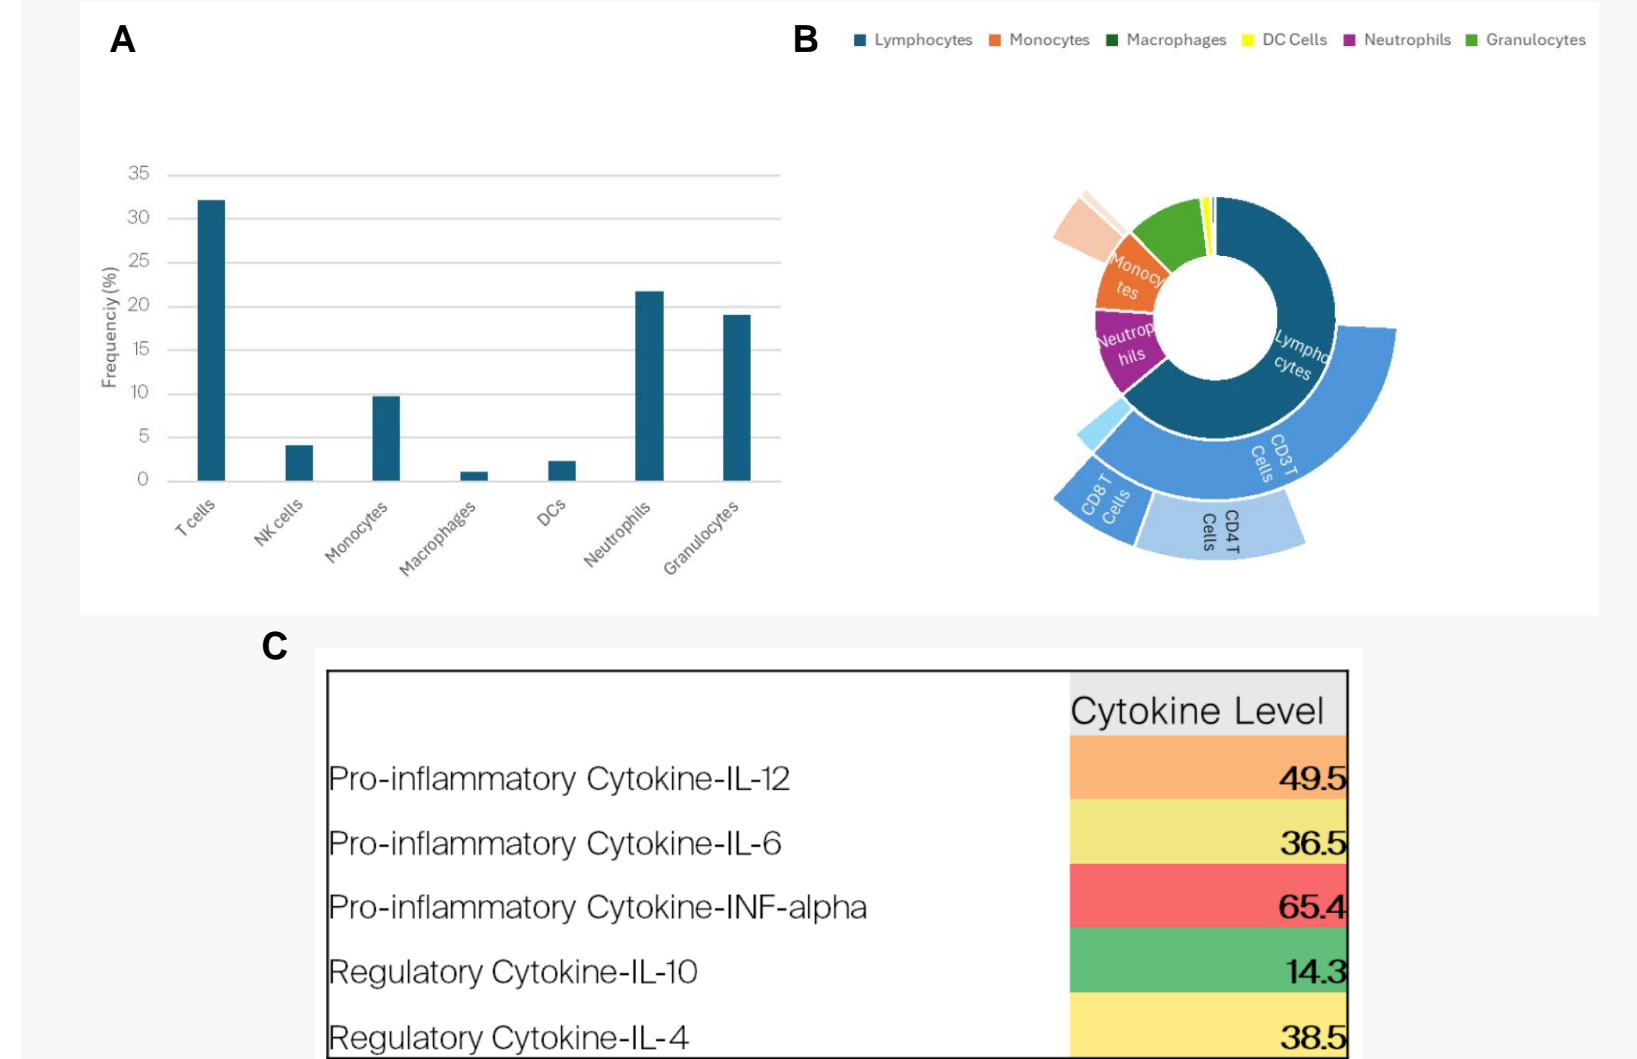 A
Frequenciy (%)
35
30
25
20
15
10
5
0
T cells
NK cells
Monocytes
Macrophages
DCs
Neutrophils
Granulocytes
B
Lymphocytes Monocytes Macrophages DC Cells Neutrophils Granulocytes
Monocy
tes
Neutrop
hils
Lympho
cytes
CD3 T
Cells
CD8 T
Cells
CD4 T
Cells
C
Cytokine Level
Pro-inflammatory Cytokine-IL-12 49.5
Pro-inflammatory Cytokine-IL-6 36.5
Pro-inflammatory Cytokine-INF-alpha 65.4
Regulatory Cytokine-IL-10 14.3
Regulatory Cytokine-IL-4 38.5